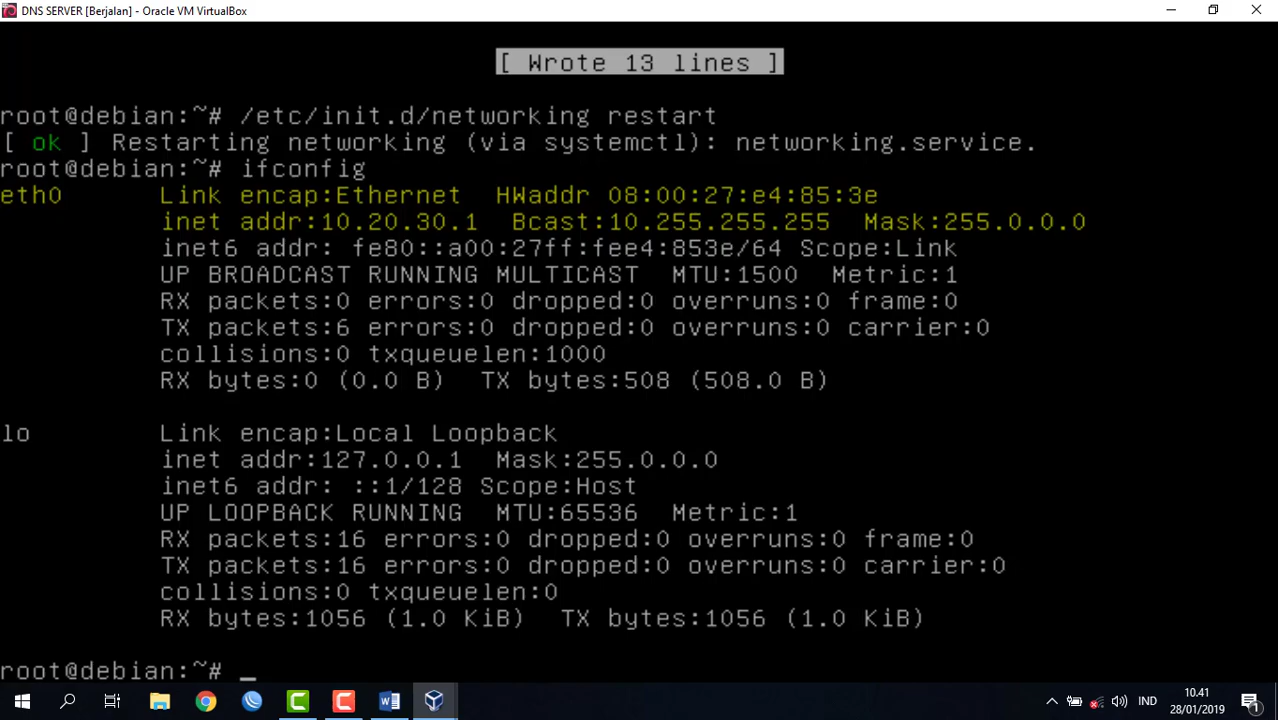 DNS SERVER [Berjalan] - Oracle VM VirtualBox
[ Wrote 13 lines ]
root@debian:~# /etc/init.d/networking restart
[ ok ] Restarting networking (via systemctl): networking.service.
root@debian:~# ifconfig
eth0 Link encap:Ethernet HWaddr 08:00:27:e4:85:3e
inet addr:10.20.30.1 Bcast:10.255.255.255 Mask:255.0.0.0
inet6 addr: fe80::a00:27ff:fee4:853e/64 Scope:Link
UP BROADCAST RUNNING MULTICAST MTU:1500 Metric:1
RX packets:0 errors:0 dropped:0 overruns:0 frame:0
TX packets:6 errors:0 dropped:0 overruns:0 carrier:0
collisions:0 txqueuelen:1000
RX bytes:0 (0.0 B) TX bytes:508 (508.0 B)
lo Link encap:Local Loopback
inet addr:127.0.0.1 Mask:255.0.0.0
inet6 addr: ::1/128 Scope:Host
UP LOOPBACK RUNNING MTU:65536 Metric:1
RX packets:16 errors:0 dropped:0 overruns:0 frame:0
TX packets:16 errors:0 dropped:0 overruns:0 carrier:0
collisions:0 txqueuelen:0
RX bytes:1056 (1.0 KiB) TX bytes:1056 (1.0 KiB)
root@debian:~# _
IND
10.41
28/01/2019
1